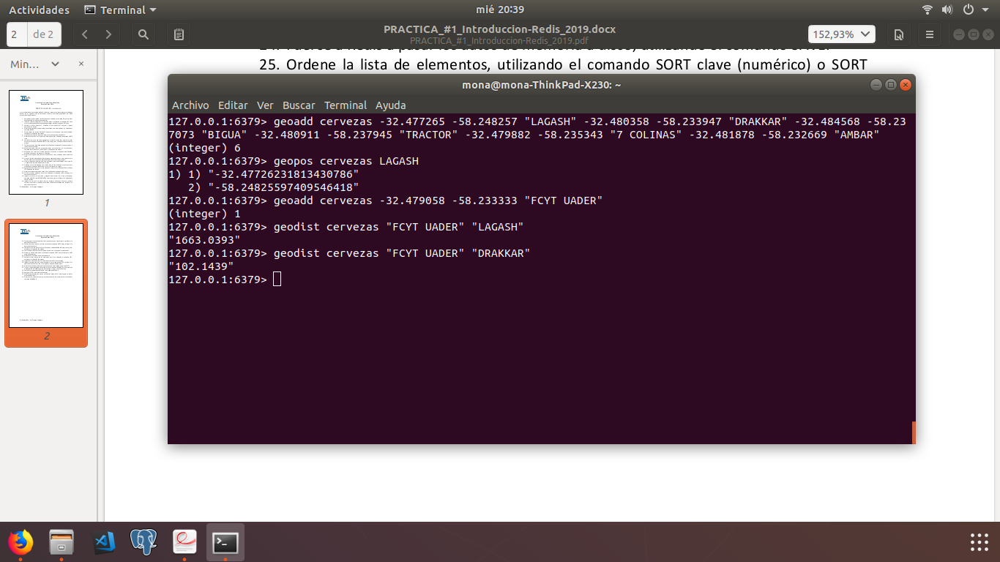 Actividades
Terminal
mié 20:39
2
de 2
PRACTICA_#1_Introduccion-Redis_2019.docx
PRACTICA_#1_Introduccion-Redis_2019.pdf
152,93%
Min...
25. Ordene la lista de elementos, utilizando el comando SORT clave (numérico) o SORT
mona@mona-ThinkPad-X230: ~
Archivo Editar Ver Buscar Terminal Ayuda
127.0.0.1:6379> geoadd cervezas -32.477265 -58.248257 "LAGASH" -32.480358 -58.233947 "DRAKKAR" -32.484568 -58.23
7073 "BIGUA" -32.480911 -58.237945 "TRACTOR" -32.479882 -58.235343 "7 COLINAS" -32.481878 -58.232669 "AMBAR"
(integer) 6
127.0.0.1:6379> geopos cervezas LAGASH
1) 1) "-32.47726231813430786"
2) "-58.24825597409546418"
127.0.0.1:6379> geoadd cervezas -32.479058 -58.233333 "FCYT UADER"
(integer) 1
127.0.0.1:6379> geodist cervezas "FCYT UADER" "LAGASH"
"1663.0393"
127.0.0.1:6379> geodist cervezas "FCYT UADER" "DRAKKAR"
"102.1439"
127.0.0.1:6379>
1
2